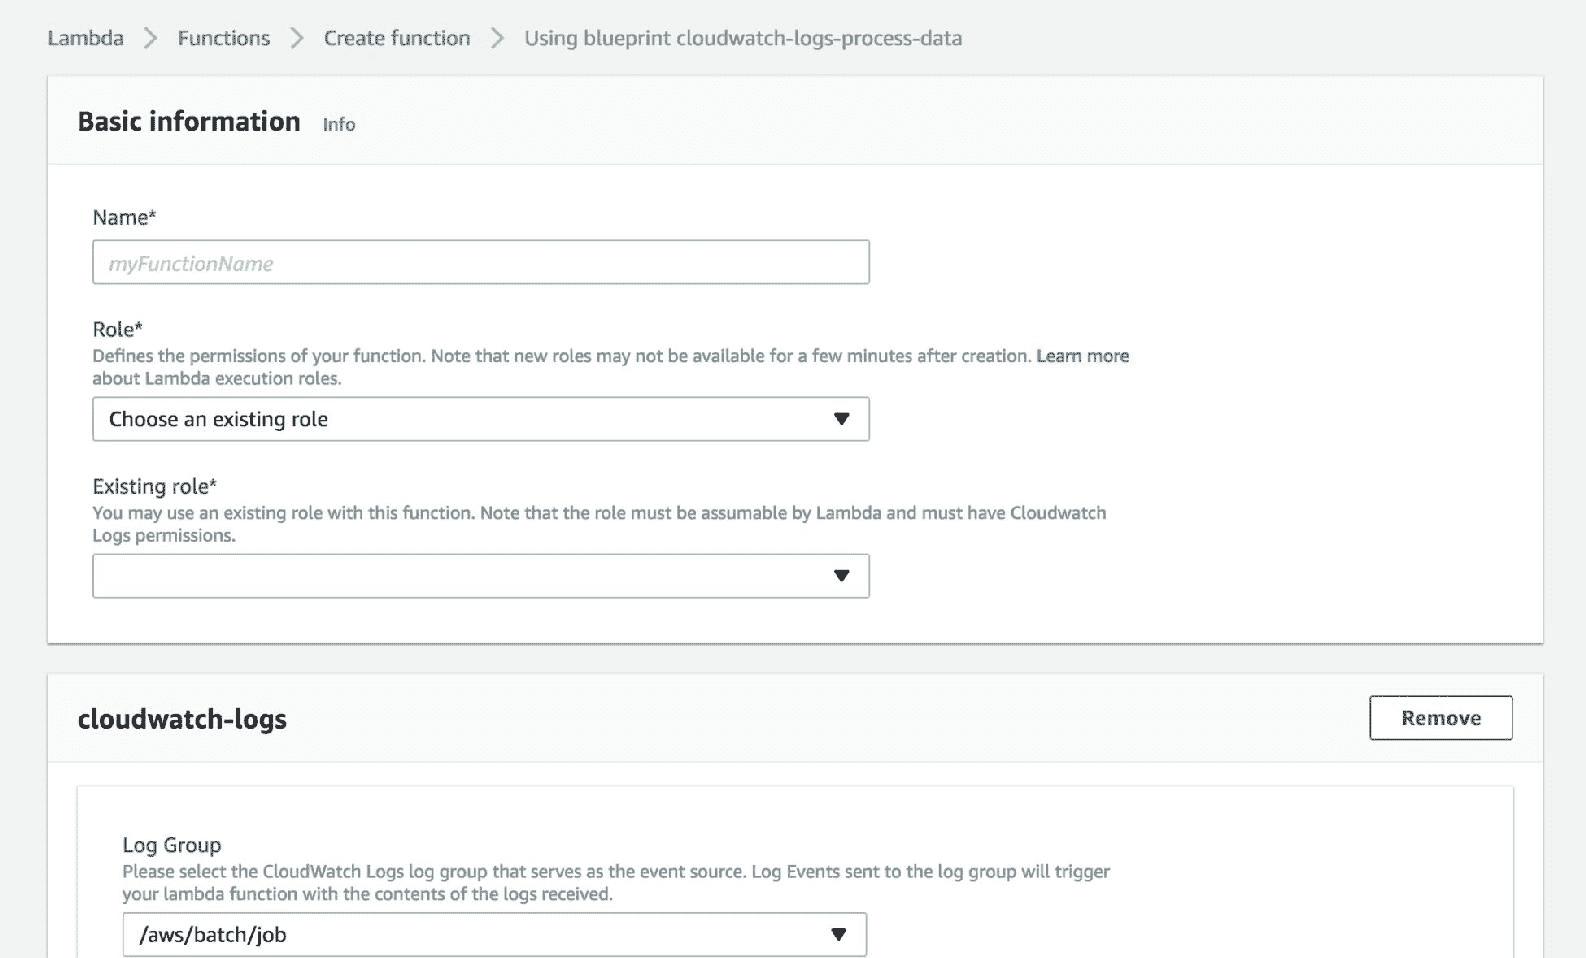 Lambda > Functions > Create function > Using blueprint cloudwatch-logs-process-data
Basic information Info
Name*
myFunctionName
Role*
Defines the permissions of your function. Note that new roles may not be available for a few minutes after creation. Learn more
about Lambda execution roles.
Choose an existing role
Existing role*
You may use an existing role with this function. Note that the role must be assumable by Lambda and must have Cloudwatch
Logs permissions.
cloudwatch-logs Remove
Log Group
Please select the CloudWatch Logs log group that serves as the event source. Log Events sent to the log group will trigger
your lambda function with the contents of the logs received.
/aws/batch/job